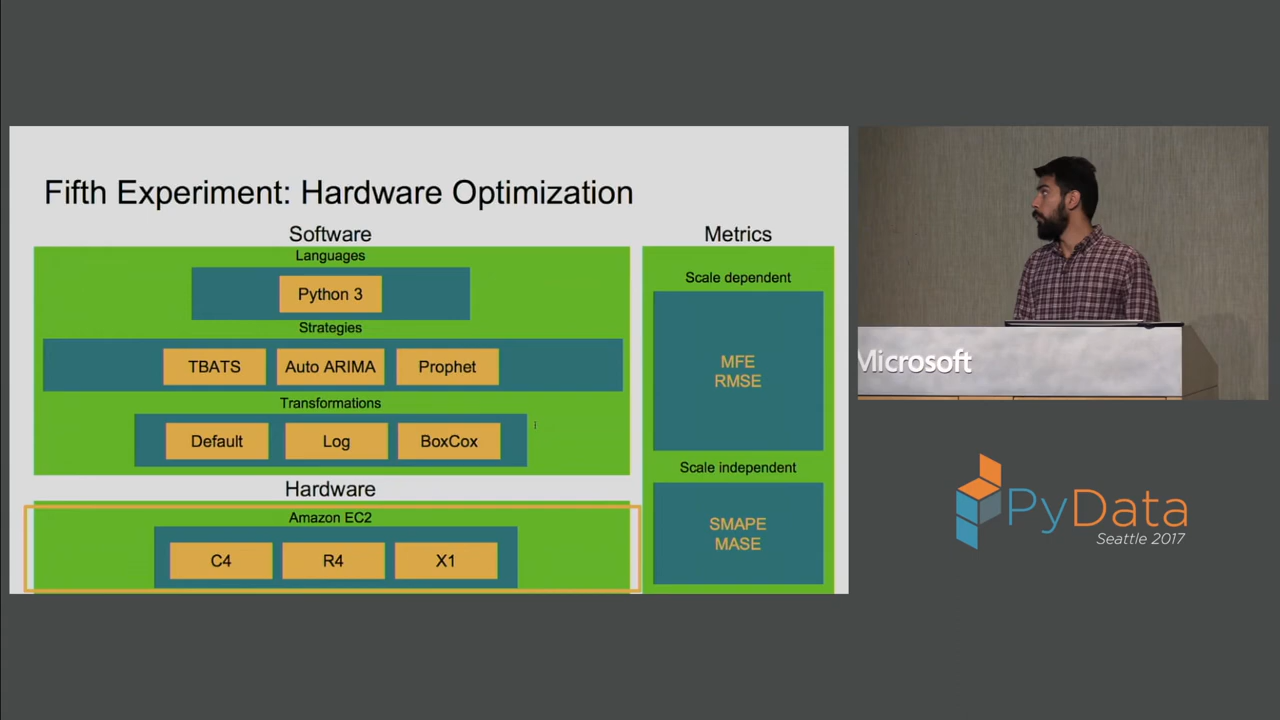 Fifth Experiment: Hardware Optimization
Software
Languages
Python 3
Strategies
TBATS
Auto ARIMA
Prophet
Transformations
Default
Log
BoxCox
Hardware
Amazon EC2
C4
R4
X1
Metrics
Scale dependent
MFE
RMSE
Scale independent
SMAPE
MASE
Microsoft
PyData
Seattle 2017